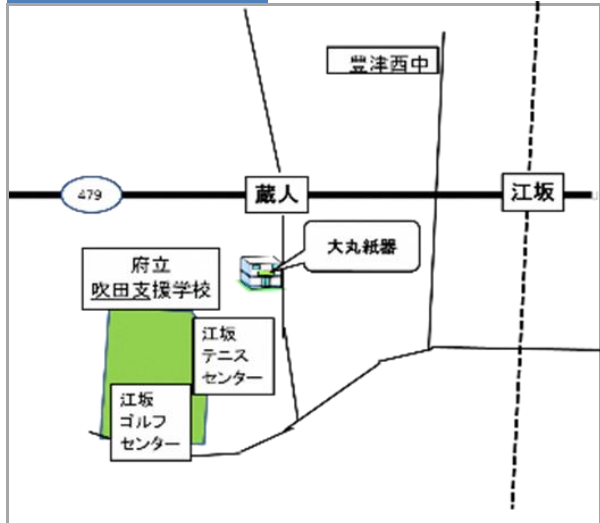 豊津西中
479
蔵人
江坂
大丸紙器
府立
吹田支援学校
江坂
テニス
センター
江坂
ゴルフ
センター